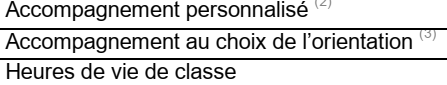 Accompagnement personnalisé (2)
Accompagnement au choix de l’orientation (3)
Heures de vie de classe